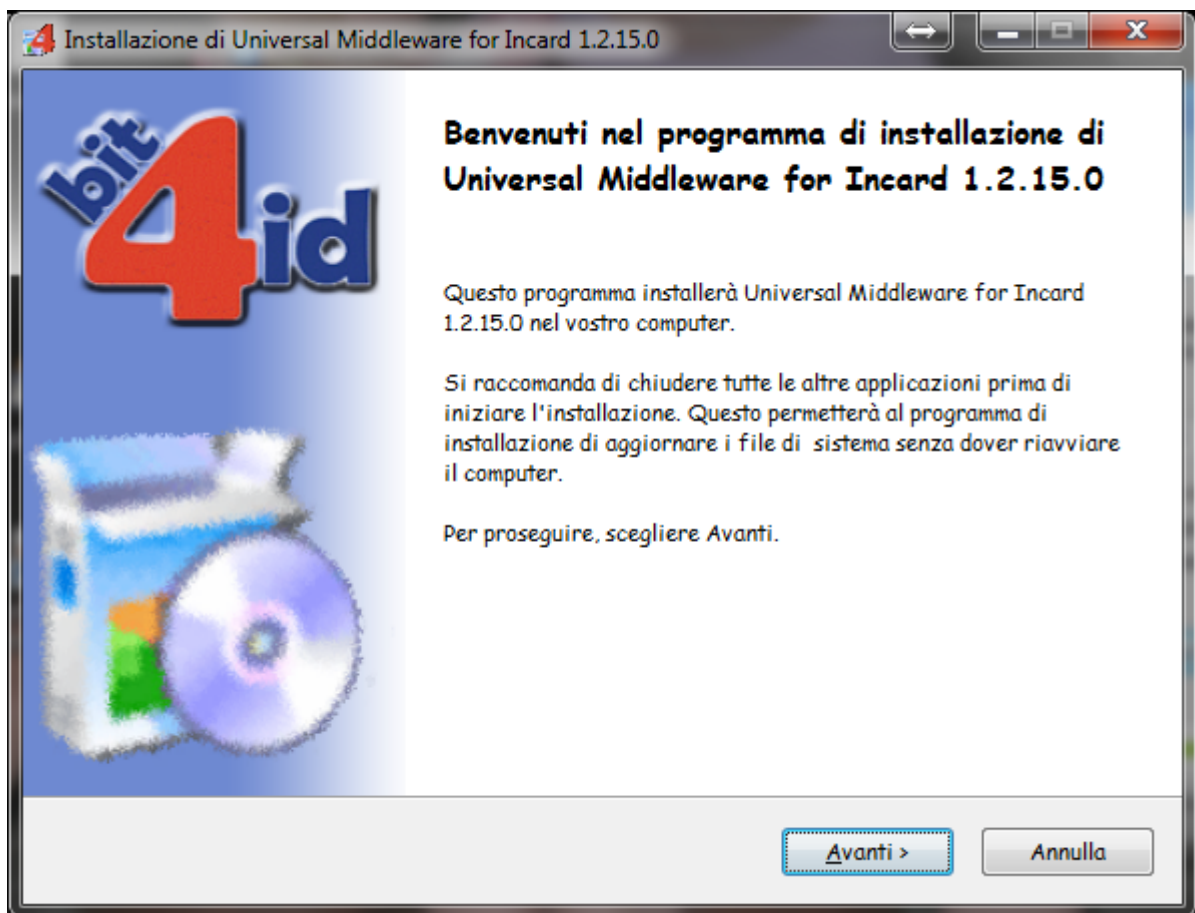 Installazione di Universal Middleware for Incard 1.2.15.0
bit
4
id
Benvenuti nel programma di installazione di
Universal Middleware for Incard 1.2.15.0
Questo programma installerà Universal Middleware for Incard
1.2.15.0 nel vostro computer.
Si raccomanda di chiudere tutte le altre applicazioni prima di
iniziare l'installazione. Questo permetterà al programma di
installazione di aggiornare i file di  sistema senza dover riavviare
il computer.
Per proseguire, scegliere Avanti.
Avanti >
Annulla